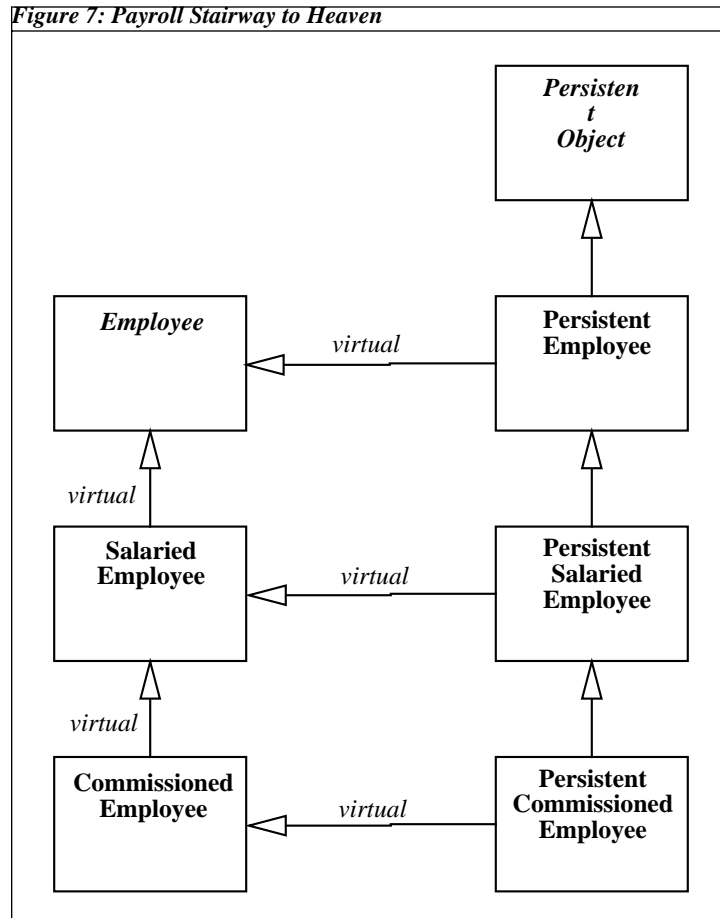 Figure 7: Payroll Stairway to Heaven
Persisten
t
Object
Employee
virtual
Persistent
Employee
virtual
Salaried
Employee
virtual
Persistent
Salaried
Employee
virtual
Commissioned
Employee
virtual
Persistent
Commissioned
Employee